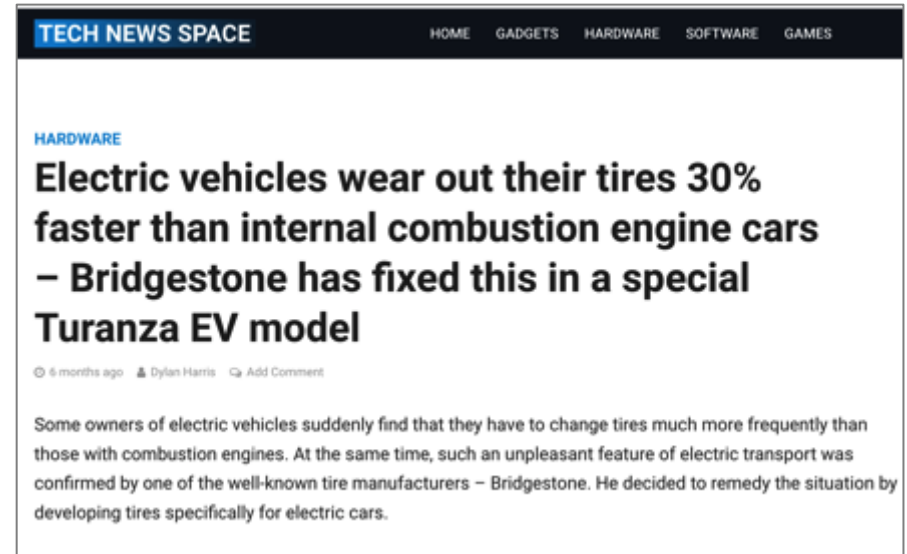 TECH NEWS SPACE
HOME GADGETS HARDWARE SOFTWARE GAMES
HARDWARE
Electric vehicles wear out their tires 30%
faster than internal combustion engine cars
– Bridgestone has fixed this in a special
Turanza EV model
6 months ago Dylan Harris Add Comment
Some owners of electric vehicles suddenly find that they have to change tires much more frequently than
those with combustion engines. At the same time, such an unpleasant feature of electric transport was
confirmed by one of the well-known tire manufacturers – Bridgestone. He decided to remedy the situation by
developing tires specifically for electric cars.